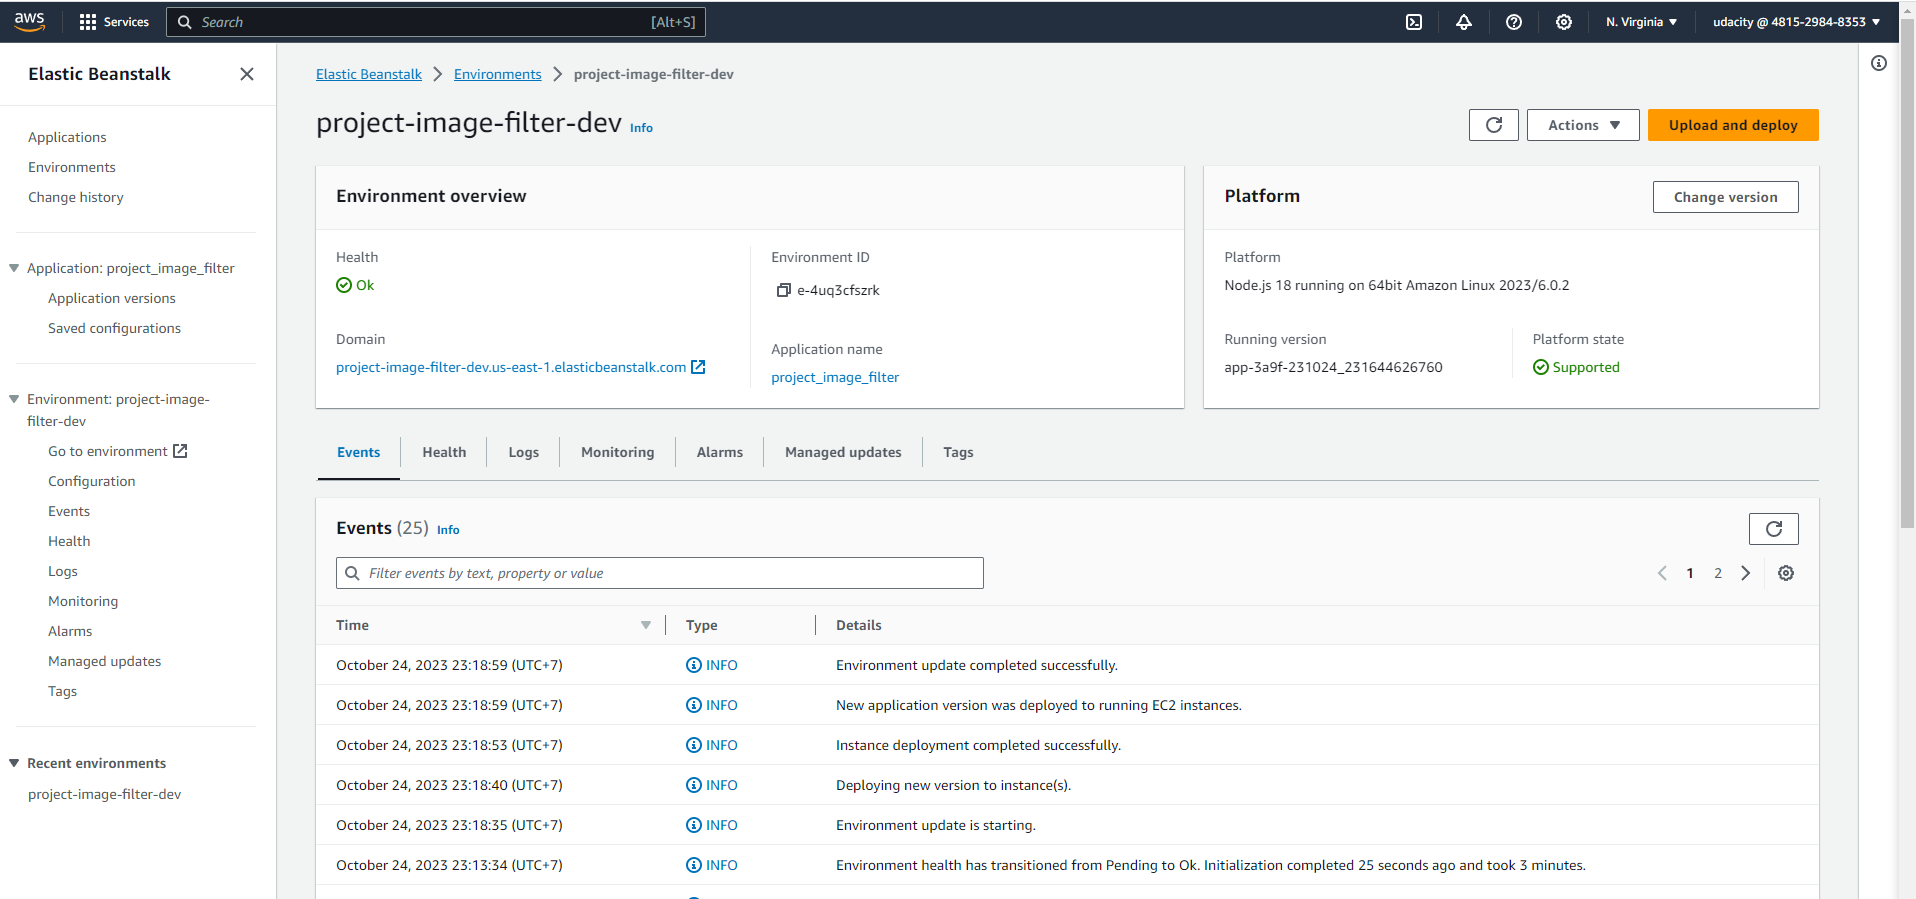 aws
Services
Search [Alt+S]
N. Virginia
udacity @ 4815-2984-8353
Elastic Beanstalk
Applications
Environments
Change history
Application: project_image_filter
Application versions
Saved configurations
Environment: project-image-
filter-dev
Go to environment
Configuration
Events
Health
Logs
Monitoring
Alarms
Managed updates
Tags
Recent environments
project-image-filter-dev
Elastic Beanstalk
Environments
project-image-filter-dev
project-image-filter-dev Info
Actions
Upload and deploy
Environment overview
Health
Ok
Domain
project-image-filter-dev.us-east-1.elasticbeanstalk.com
Environment ID
e-4uq3cfszrk
Application name
project_image_filter
Platform
Change version
Platform
Node.js 18 running on 64bit Amazon Linux 2023/6.0.2
Running version
app-3a9f-231024_231644626760
Platform state
Supported
Events
Health
Logs
Monitoring
Alarms
Managed updates
Tags
Events (25) Info
Filter events by text, property or value
1 2
Time Type Details
October 24, 2023 23:18:59 (UTC+7) INFO Environment update completed successfully.
October 24, 2023 23:18:59 (UTC+7) INFO New application version was deployed to running EC2 instances.
October 24, 2023 23:18:53 (UTC+7) INFO Instance deployment completed successfully.
October 24, 2023 23:18:40 (UTC+7) INFO Deploying new version to instance(s).
October 24, 2023 23:18:35 (UTC+7) INFO Environment update is starting.
October 24, 2023 23:13:34 (UTC+7) INFO Environment health has transitioned from Pending to Ok. Initialization completed 25 seconds ago and took 3 minutes.